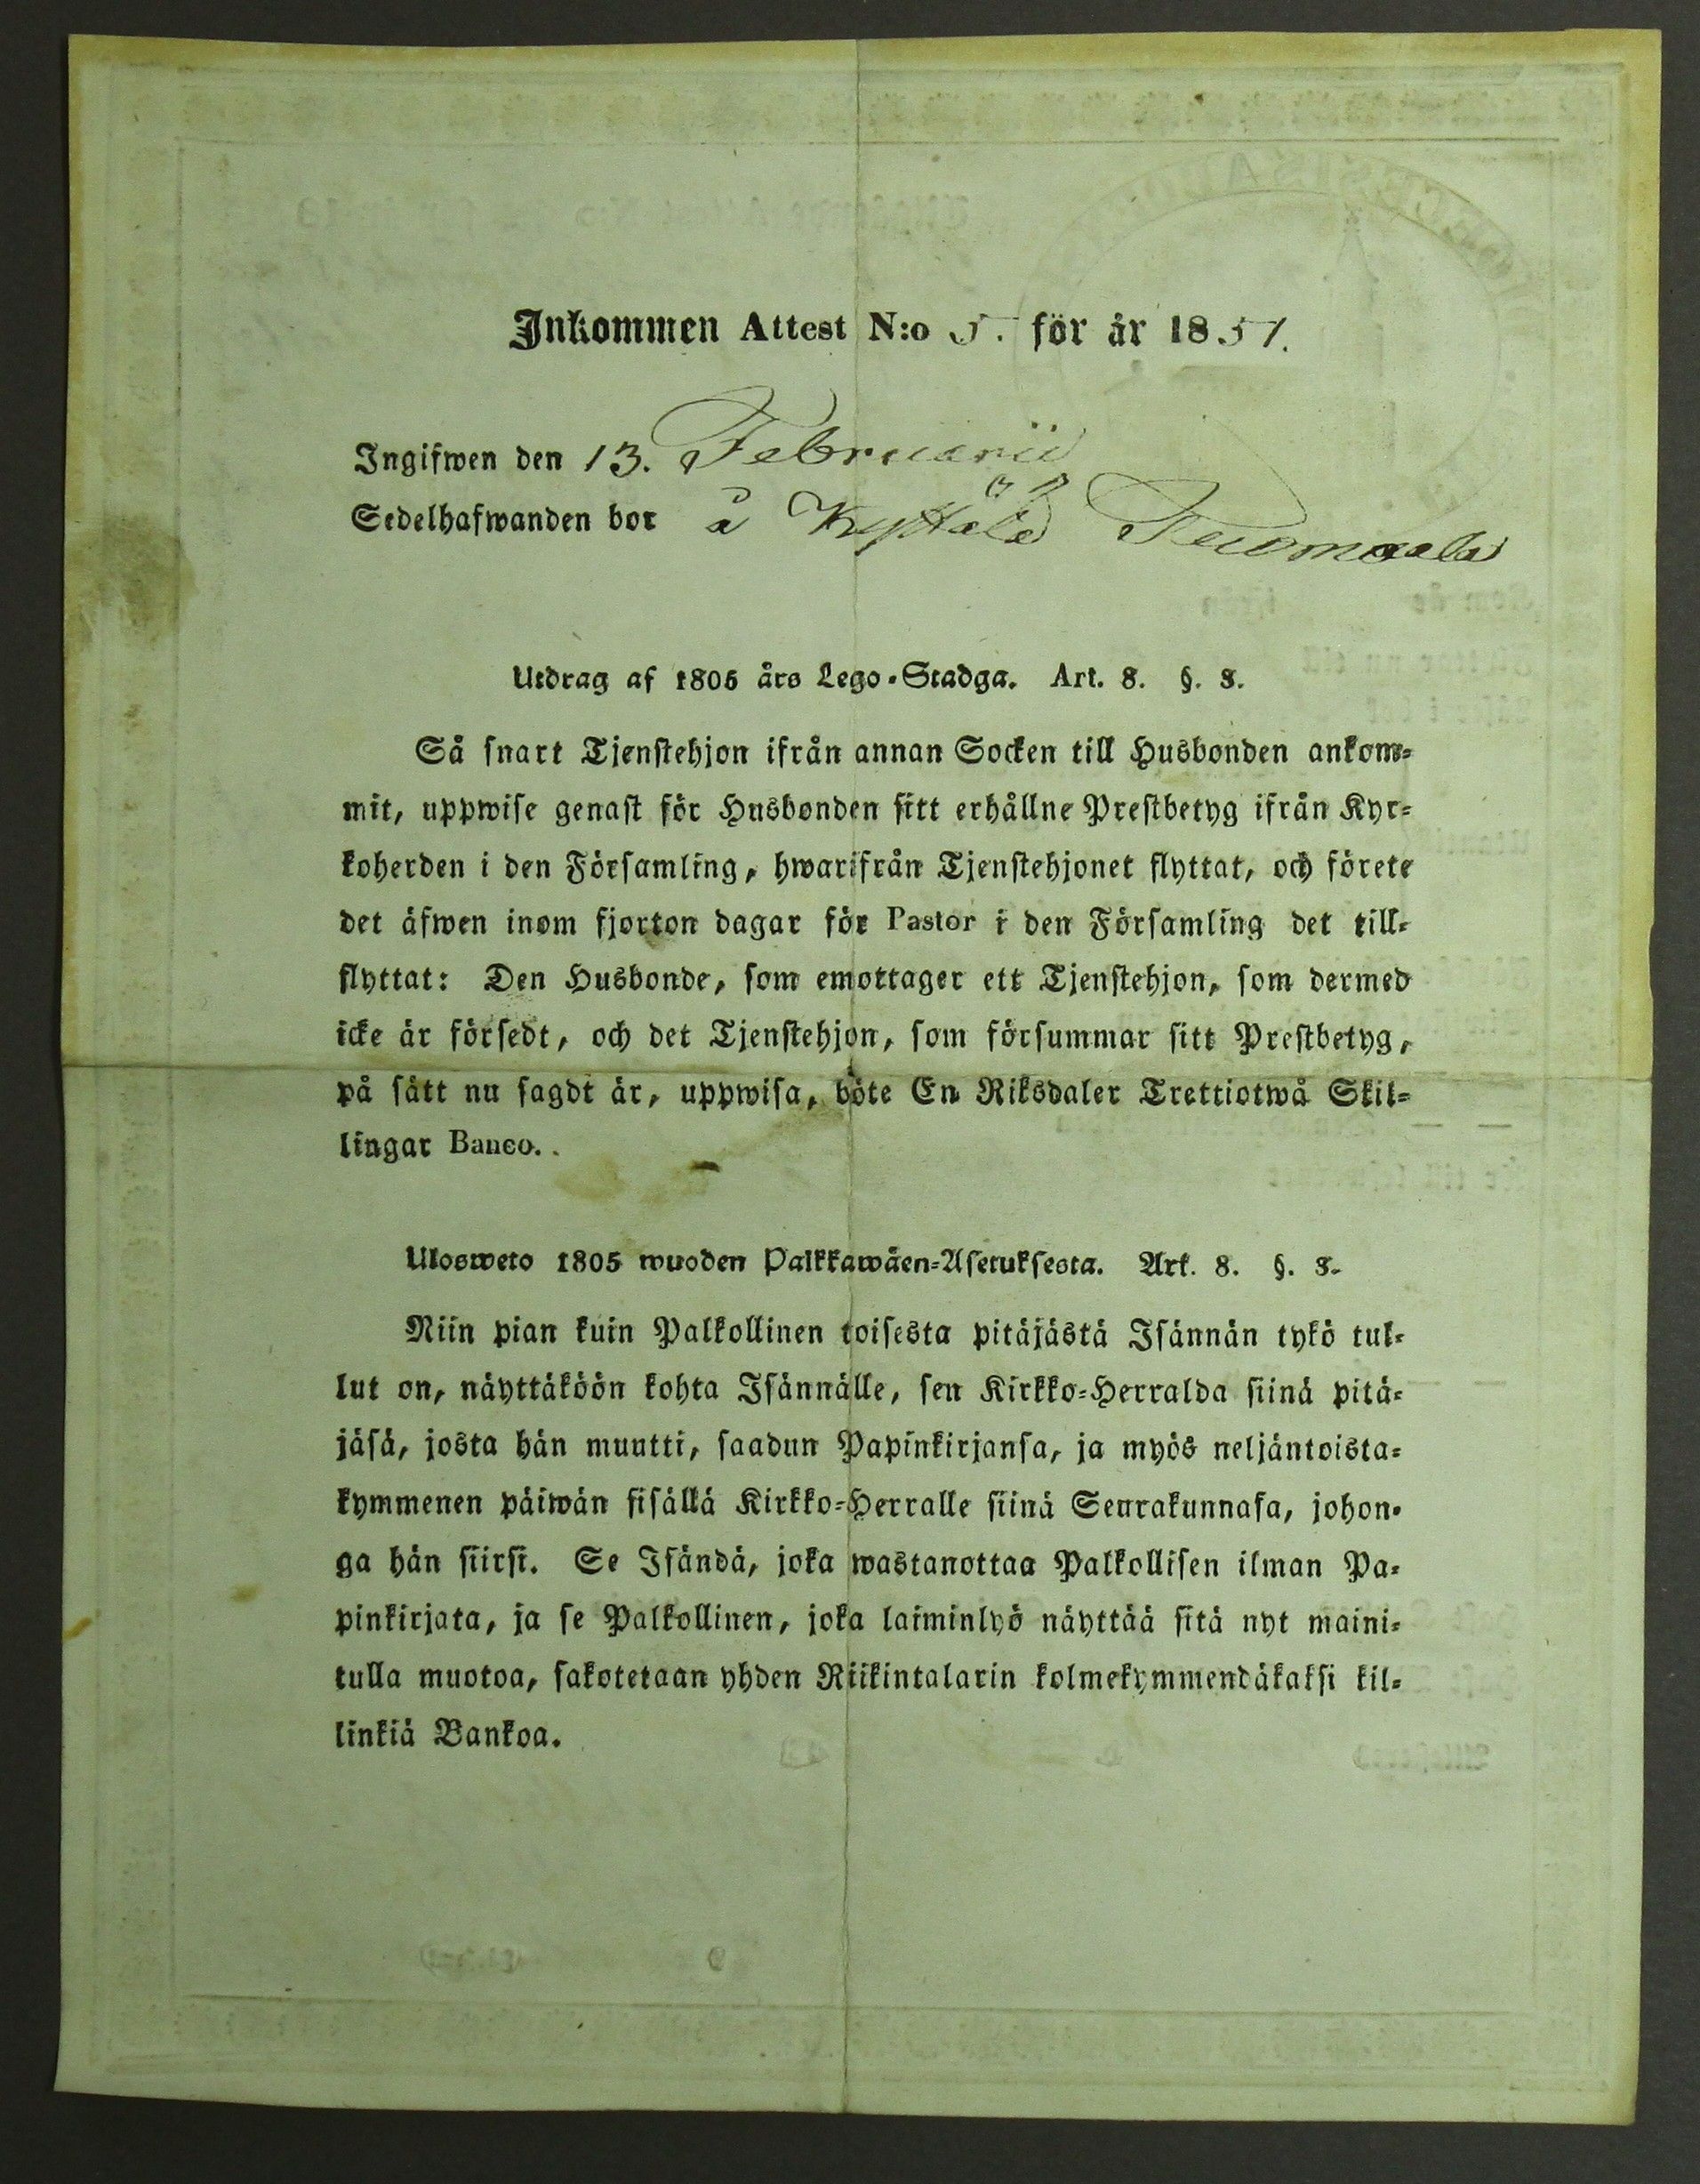 Inkommen Attest N:o 5. för år 1851.
Ingifwen den 13. Februarii
Sedelhafwanden bor å Kyttälä Tuomaala
Utdrag af 1805 års Lego-Stadga. Art. 8. §. 3.
Så snart Tjenstehjon ifrån annan Socken till Husbonden ankom-
mit, uppwise genast för Husbonden sitt erhållne Prestbetyg ifrån Kyr-
koherden i den Församling, hwarifrån Tjenstehjonet flyttat, och förete
det äfwen inom fjorton dagar för Pastor i den Församling det till-
flyttat: Den Husbonde, som emottager ett Tjenstehjon, som dermed
icke är försedt, och det Tjenstehjon, som försummar sitt Prestbetyg,
på sätt nu sagdt är, uppwisa, böte En Riksdaler Trettiotwå Skil-
lingar Banco.
Ulosweto 1805 wuoden Palkkawäen-Asetuksesta. Art. 8. §. 3.
Niin pian kuin Palkollinen toisesta pitäjästä Isännän tykö tul-
lut on, näyttäköön kohta Isännälle, sen Kirkko-Herralda siinä pitä-
jäsä, josta hän muutti, saadun Papinkirjansa, ja myös neljäntoista-
kymmenen päiwän sisällä Kirkko-Herralle siinä Seurakunnasa, johon-
ga hän siirsi. Se Isändä, joka wastanottaa Palkollisen ilman Pa-
pinkirjata, ja se Palkollinen, joka laiminlyö näyttää sitä nyt maini-
tulla muotoa, sakotetaan yhden Riikintalarin kolmekymmendäkaksi kil-
linkiä Bankoa.